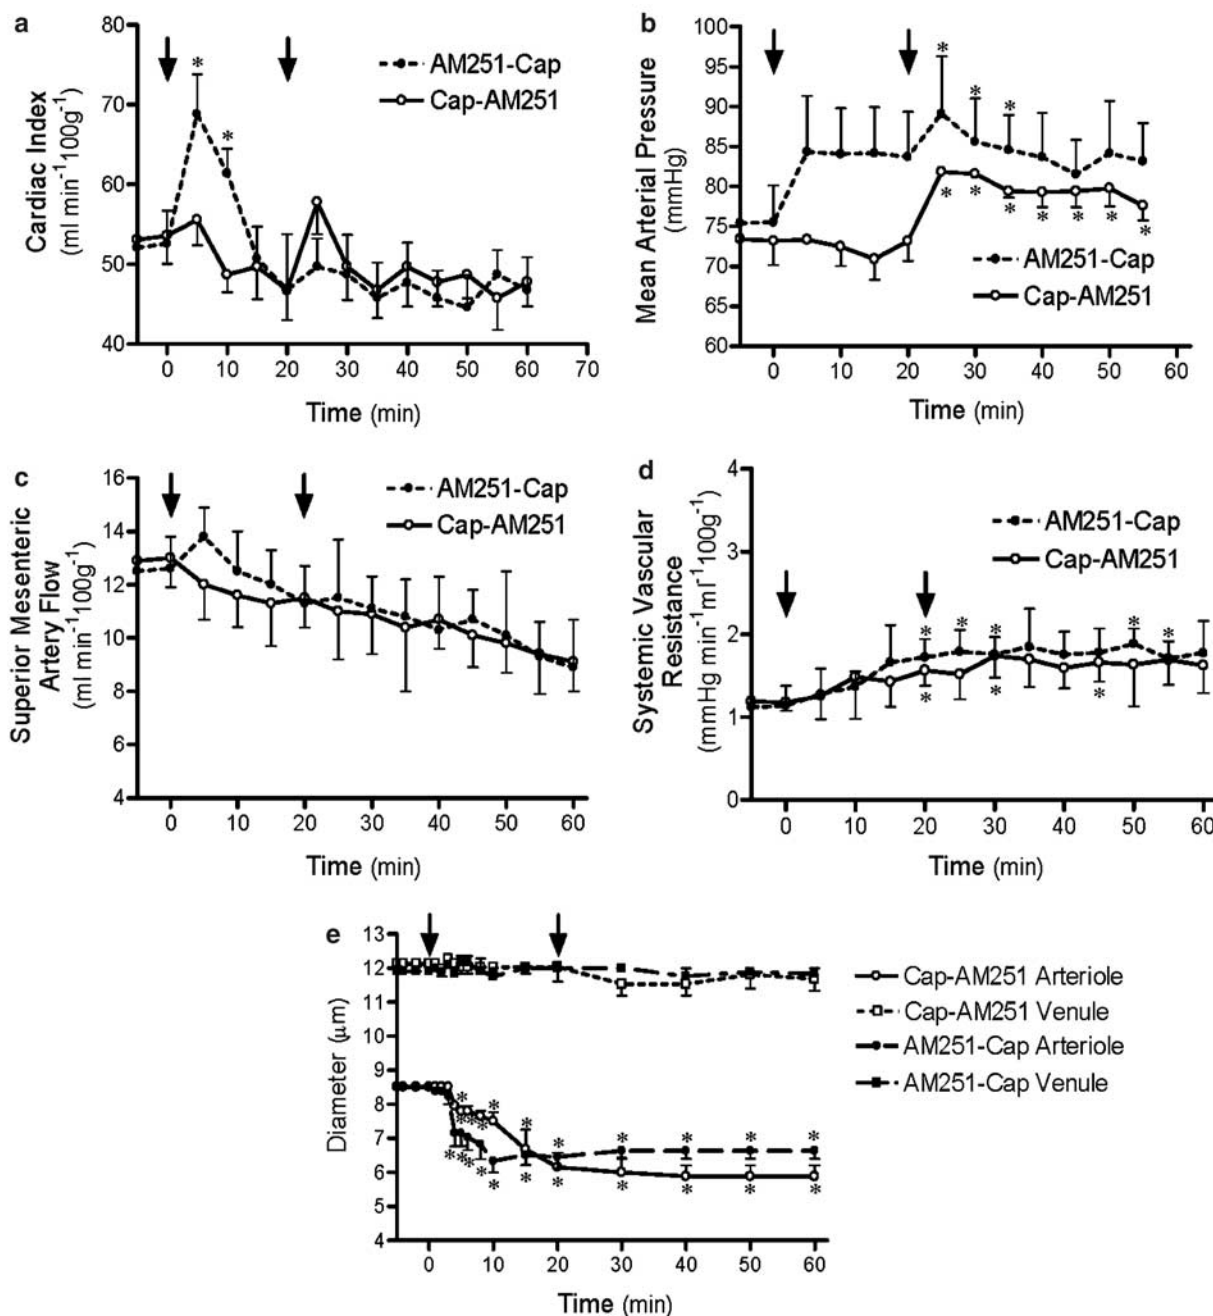 a
80
70
60
50
40
Cardiac Index
(ml min⁻¹100g⁻¹)
AM251-Cap
Cap-AM251
*
*
0 10 20 30 40 50 60 70
Time (min)
b
100
95
90
85
80
75
70
65
60
Mean Arterial Pressure
(mmHg)
* * *
* * * * * * *
AM251-Cap
Cap-AM251
0 10 20 30 40 50 60
Time (min)
c
16
14
12
10
8
6
4
Superior Mesenteric
Artery Flow
(ml min⁻¹100g⁻¹)
AM251-Cap
Cap-AM251
0 10 20 30 40 50 60
Time (min)
d
4
3
2
1
0
Systemic Vascular
Resistance
(mmHg min⁻¹ml⁻¹100g⁻¹)
AM251-Cap
Cap-AM251
* * * * *
* * *
0 10 20 30 40 50 60
Time (min)
e
13
12
11
10
9
8
7
6
5
4
Diameter (μm)
Cap-AM251 Arteriole
Cap-AM251 Venule
AM251-Cap Arteriole
AM251-Cap Venule
0 10 20 30 40 50 60
Time (min)